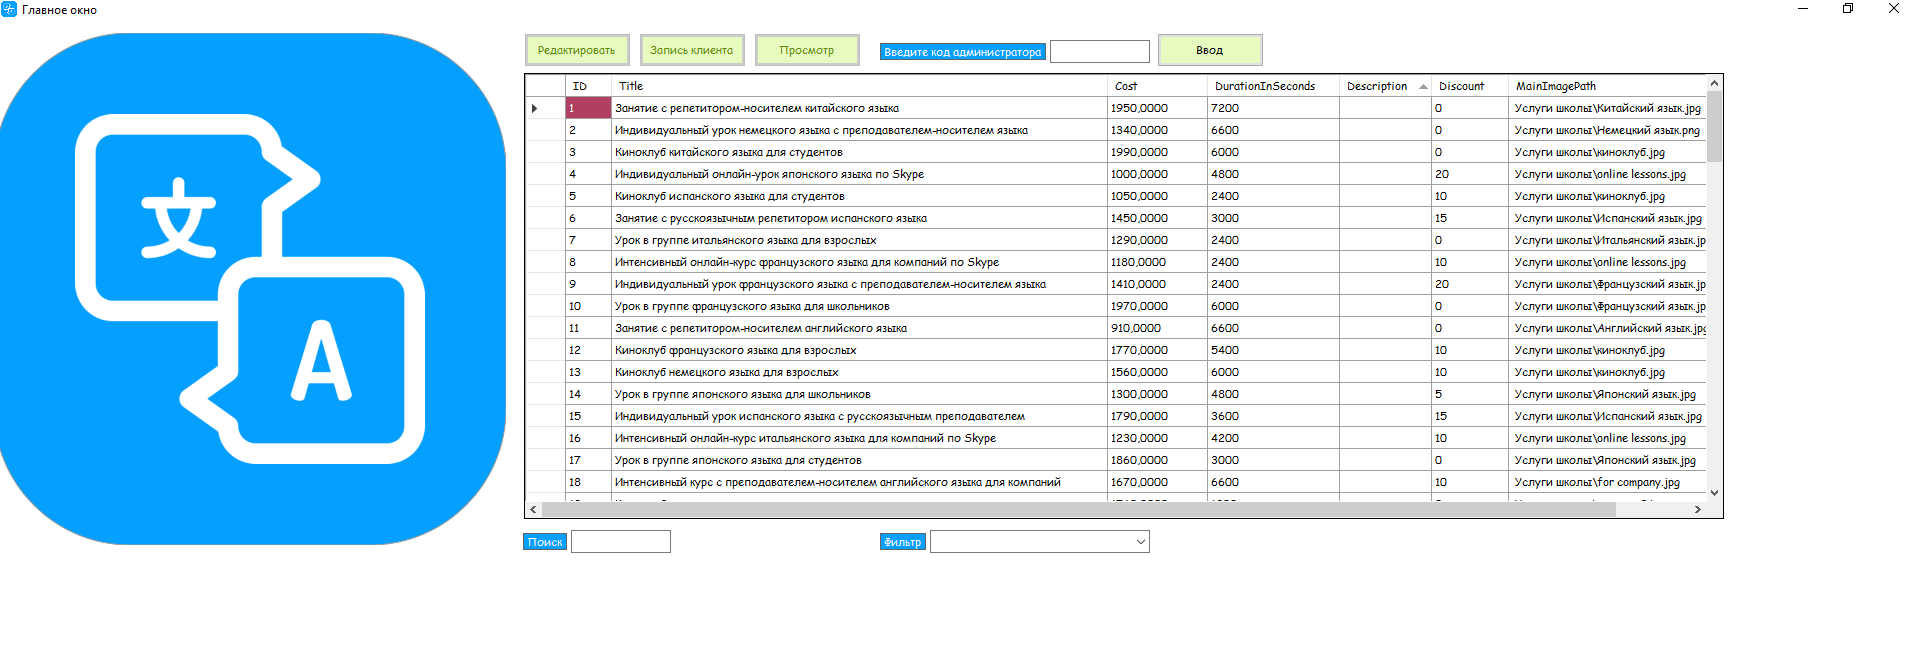 Главное окно
Редактировать Запись клиента Просмотр Введите код администратора Ввод
文
A
ID Title Cost DurationInSeconds Description Discount MainImagePath
1 Занятие с репетитором-носителем китайского языка 1950,0000 7200 0 Услуги школы\Китайский язык.jpg
2 Индивидуальный урок немецкого языка с преподавателем-носителем языка 1340,0000 6600 0 Услуги школы\Немецкий язык.png
3 Киноклуб китайского языка для студентов 1990,0000 6000 0 Услуги школы\киноклуб.jpg
4 Индивидуальный онлайн-урок японского языка по Skype 1000,0000 4800 20 Услуги школы\online lessons.jpg
5 Киноклуб испанского языка для студентов 1050,0000 2400 10 Услуги школы\киноклуб.jpg
6 Занятие с русскоязычным репетитором испанского языка 1450,0000 3000 15 Услуги школы\Испанский язык.jpg
7 Урок в группе итальянского языка для взрослых 1290,0000 2400 0 Услуги школы\Итальянский язык.jp
8 Интенсивный онлайн-курс французского языка для компаний по Skype 1180,0000 2400 10 Услуги школы\online lessons.jpg
9 Индивидуальный урок французского языка с преподавателем-носителем языка 1410,0000 2400 20 Услуги школы\Французский язык.jp
10 Урок в группе французского языка для школьников 1970,0000 6000 0 Услуги школы\Французский язык.jp
11 Занятие с репетитором-носителем английского языка 910,0000 6600 0 Услуги школы\Английский язык.jpg
12 Киноклуб французского языка для взрослых 1770,0000 5400 10 Услуги школы\киноклуб.jpg
13 Киноклуб немецкого языка для взрослых 1560,0000 6000 10 Услуги школы\киноклуб.jpg
14 Урок в группе японского языка для школьников 1300,0000 4800 5 Услуги школы\Японский язык.jpg
15 Индивидуальный урок испанского языка с русскоязычным преподавателем 1790,0000 3600 15 Услуги школы\Испанский язык.jpg
16 Интенсивный онлайн-курс итальянского языка для компаний по Skype 1230,0000 4200 10 Услуги школы\online lessons.jpg
17 Урок в группе японского языка для студентов 1860,0000 3000 0 Услуги школы\Японский язык.jpg
18 Интенсивный курс с преподавателем-носителем английского языка для компаний 1670,0000 6600 10 Услуги школы\for company.jpg
Поиск Фильтр